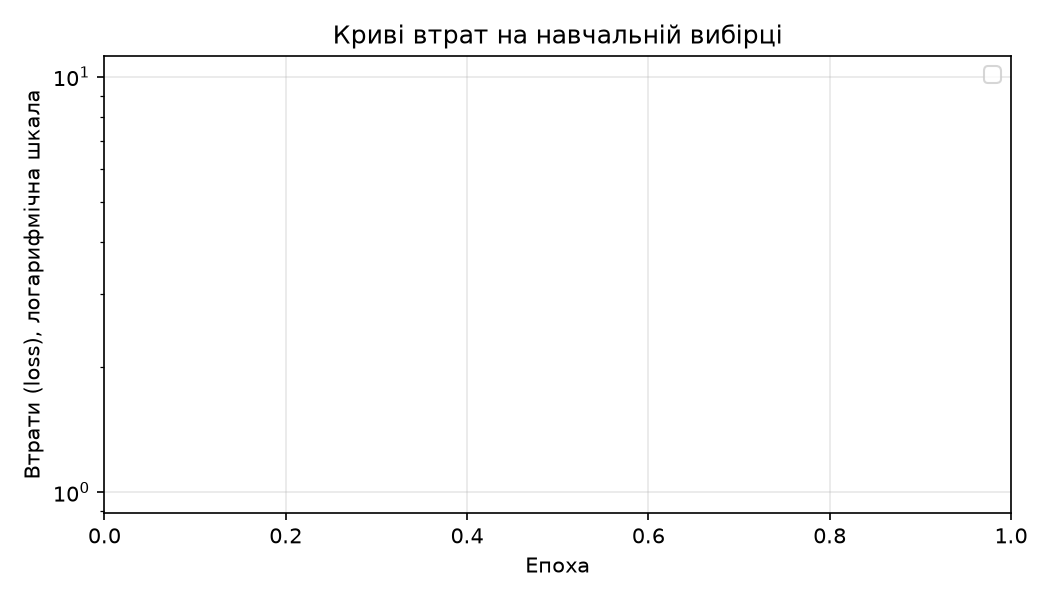 Криві втрат на навчальній вибірці
Втрати (loss), логарифмічна шкала
10¹
10⁰
0.0 0.2 0.4 0.6 0.8 1.0
Епоха